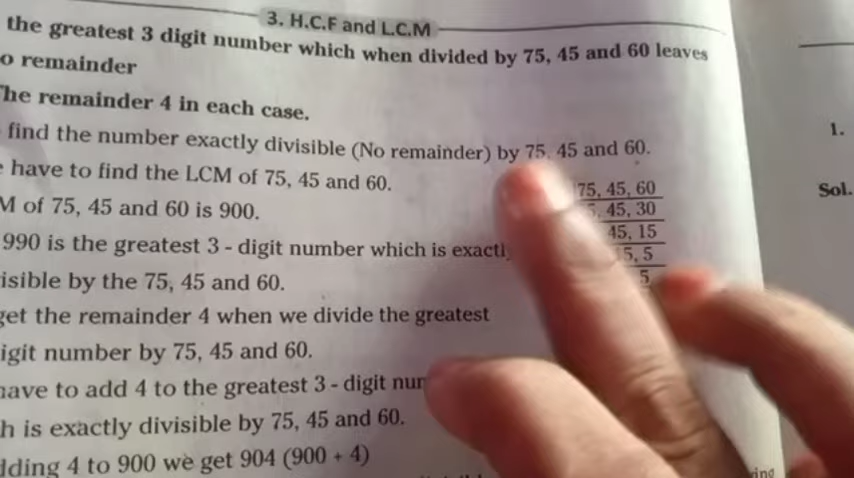 3. H.C.F and L.C.M
the greatest 3 digit number which when divided by 75, 45 and 60 leaves
o remainder
he remainder 4 in each case.
find the number exactly divisible (No remainder) by 75, 45 and 60.
have to find the LCM of 75, 45 and 60.
M of 75, 45 and 60 is 900.
990 is the greatest 3 - digit number which is exactl
isible by the 75, 45 and 60.
get the remainder 4 when we divide the greatest
igit number by 75, 45 and 60.
have to add 4 to the greatest 3 - digit nu
h is exactly divisible by 75, 45 and 60.
dding 4 to 900 we get 904 (900 + 4)
75, 45, 60
45, 30
45, 15
5, 5
5
1.
Sol.
ing